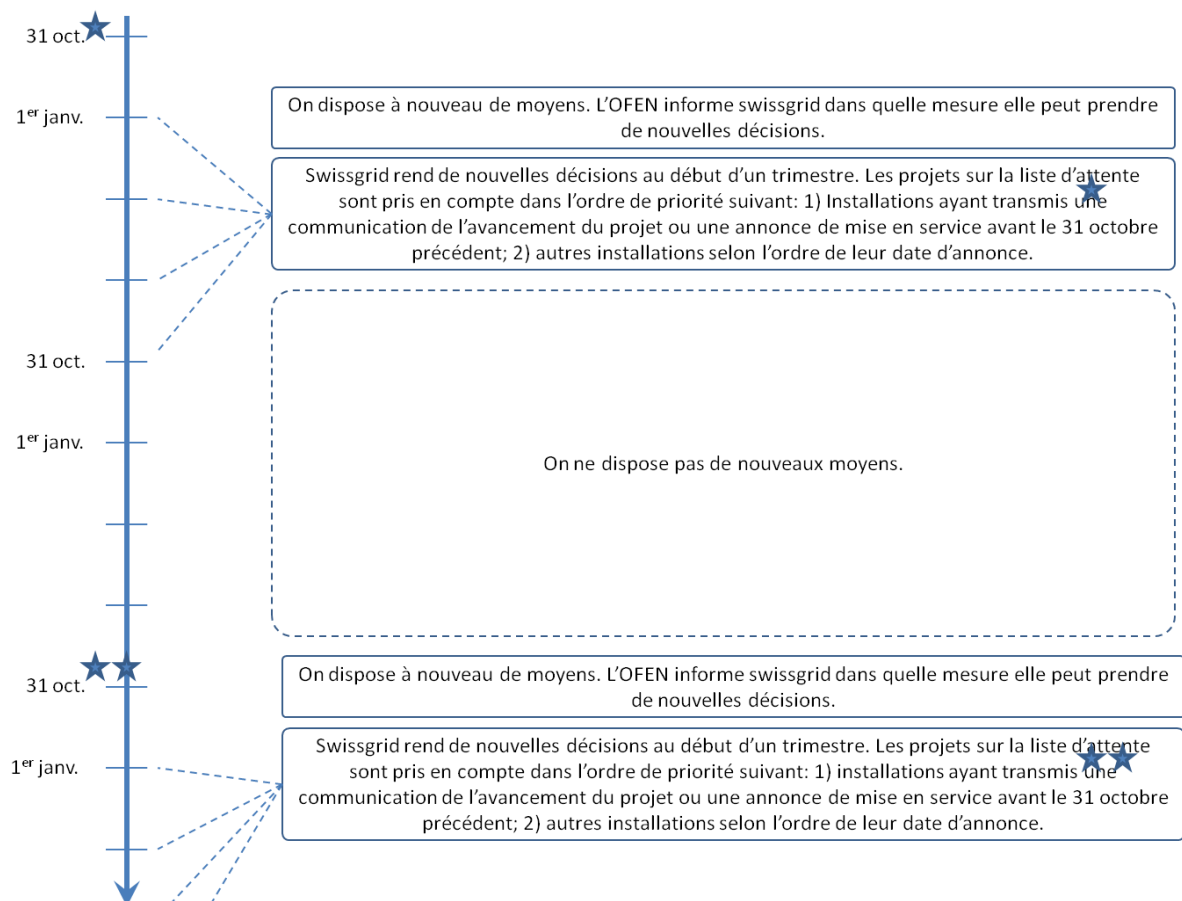 31 oct.
On dispose à nouveau de moyens. L’OFEN informe swissgrid dans quelle mesure elle peut prendre
de nouvelles décisions.
1er janv.
Swissgrid rend de nouvelles décisions au début d’un trimestre. Les projets sur la liste d’attente
sont pris en compte dans l’ordre de priorité suivant: 1) Installations ayant transmis une
communication de l’avancement du projet ou une annonce de mise en service avant le 31 octobre
précédent; 2) autres installations selon l’ordre de leur date d’annonce.
31 oct.
1er janv.
On ne dispose pas de nouveaux moyens.
31 oct.
On dispose à nouveau de moyens. L’OFEN informe swissgrid dans quelle mesure elle peut prendre
de nouvelles décisions.
1er janv.
Swissgrid rend de nouvelles décisions au début d’un trimestre. Les projets sur la liste d’attente
sont pris en compte dans l’ordre de priorité suivant: 1) installations ayant transmis une
communication de l’avancement du projet ou une annonce de mise en service avant le 31 octobre
précédent; 2) autres installations selon l’ordre de leur date d’annonce.